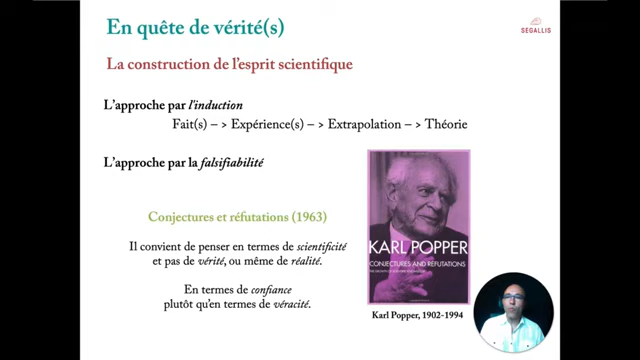 En quête de vérité(s)
SEGALLIS
La construction de l'esprit scientifique
L'approche par l'induction
Fait(s) – > Expérience(s) – > Extrapolation – > Théorie
L'approche par la falsifiabilité
Conjectures et réfutations (1963)
Il convient de penser en termes de scientificité
et pas de vérité, ou même de réalité.
En termes de confiance
plutôt qu'en termes de véracité.
KARL POPPER
CONJECTURES AND REFUTATIONS
Karl Popper, 1902-1994